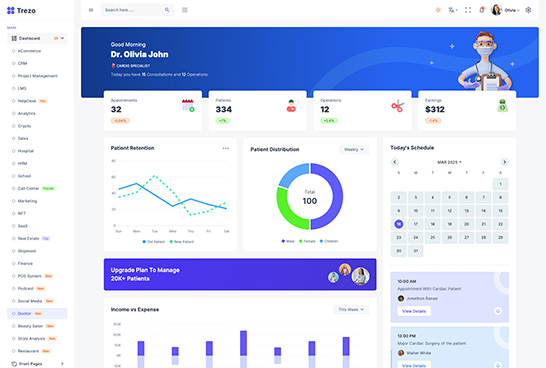 Trezo
Search here.....
Olivia
MAIN
Dashboard
eCommerce
CRM
Project Management
LMS
HelpDesk Hot
Analytics
Crypto
Sales
Hospital
HRM
School
Call Center Popular
Marketing
NFT
SaaS
Real Estate Top
Shipment
Finance
POS System New
Podcast New
Social Media New
Doctor New
Beauty Salon New
Store Analysis New
Restaurant New
Front Pages
Good Morning
Dr. Olivia John
CARDIO SPECIALIST
Today you have 15 Consultations and 12 Operations.
Appointments
32
Patients
334
+7%
Operations
12
Earnings
$312
-1.4%
Patient Retention
80
60
40
20
0
Sun Mon Tue Wed Thu Fri Sat
Old Patient New Patient
Patient Distribution
Weekly
Total
100
Male Female Children
Today's Schedule
MAR 2025
S M T W T F S
1
2 3 4 5 6 7 8
9 10 11 12 13 14 15
16 17 18 19 20 21 22
23 24 25 26 27 28 29
30 31
Upgrade Plan To Manage
20K+ Patients
Income vs Expense
This Week
150K
100K
50K
0K
50K
10:00 AM
Appointment With Cardiac Patient
Jonathon Ronan
View Details
12:00 PM
Major Cardiac Surgery of the patient
Walter White
View Details